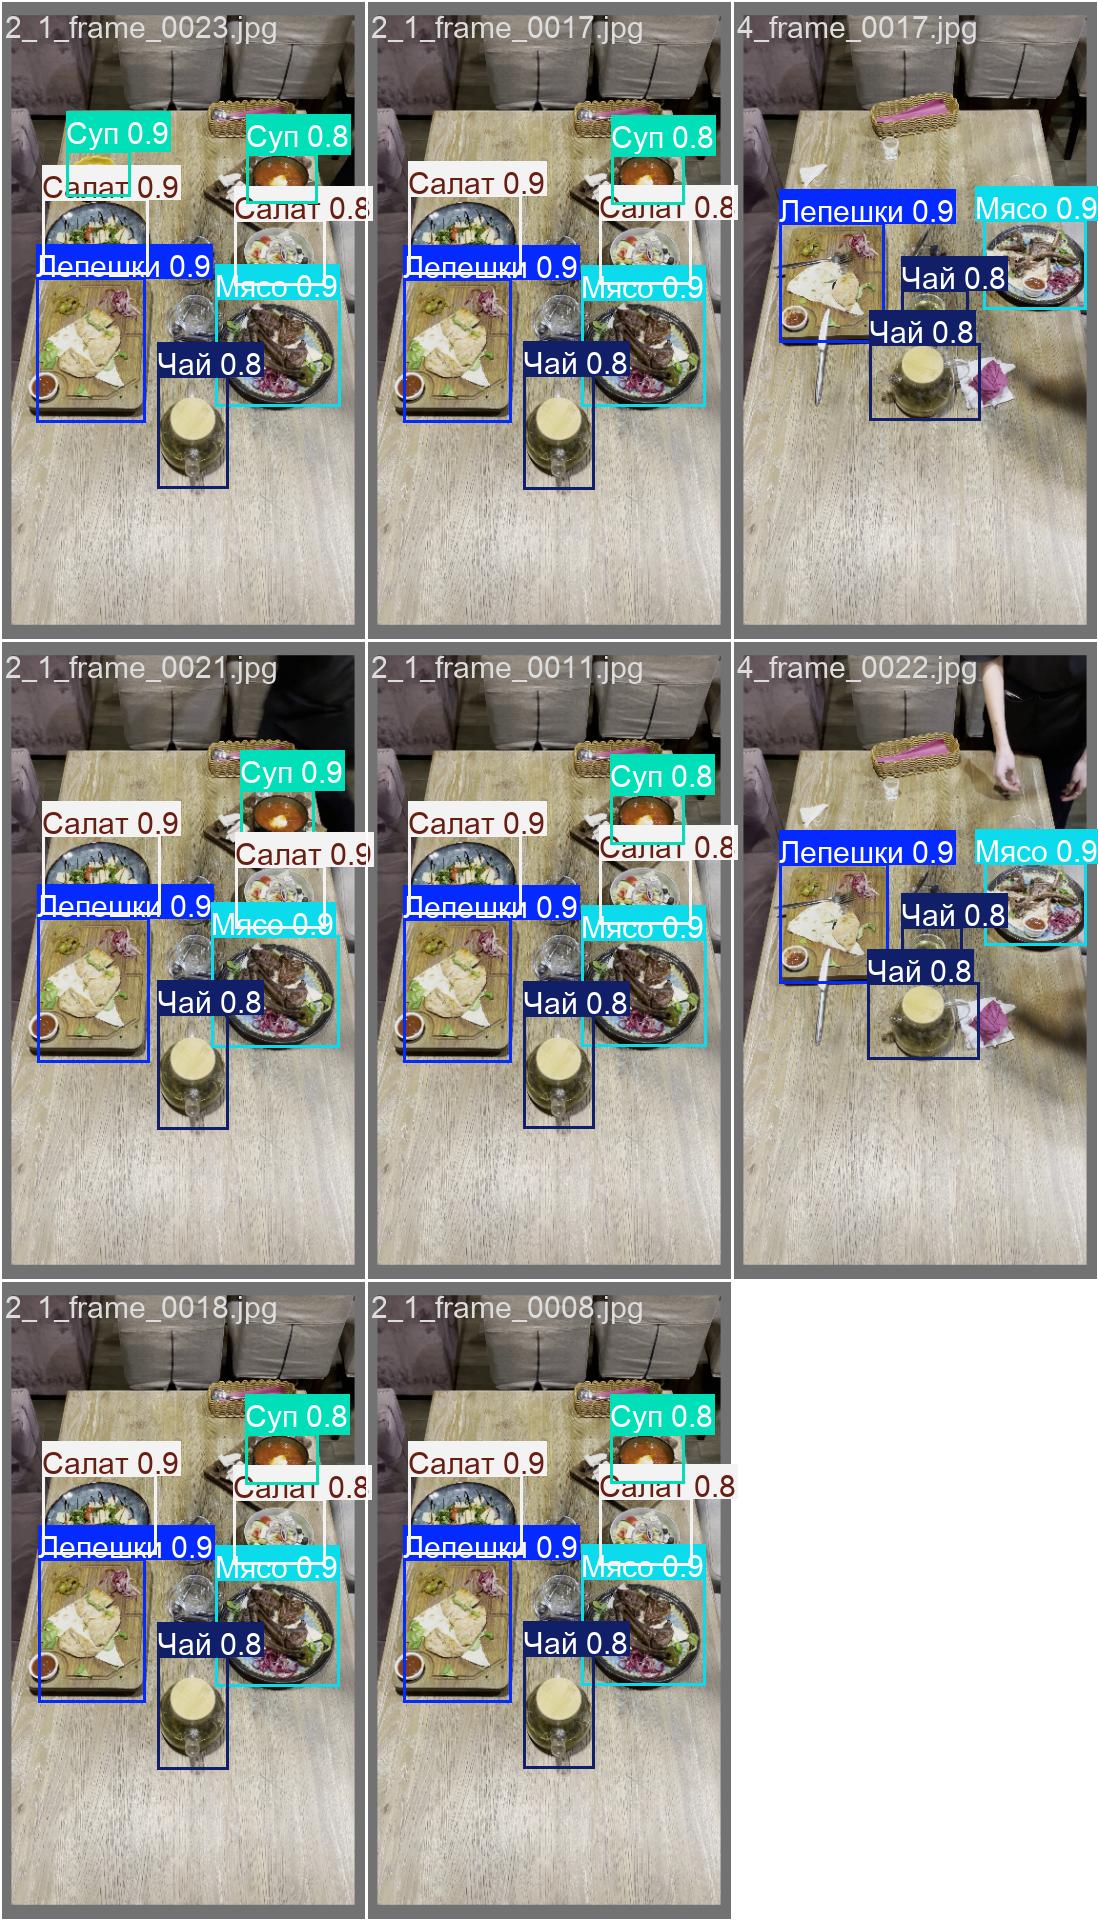 2_1_frame_0023.jpg
Суп 0.9
Суп 0.8
Салат 0.9
Салат 0.8
Лепешки 0.9
Мясо 0.9
Чай 0.8
2_1_frame_0017.jpg
Суп 0.8
Салат 0.9
Салат 0.8
Лепешки 0.9
Мясо 0.9
Чай 0.8
4_frame_0017.jpg
Лепешки 0.9
Мясо 0.9
Чай 0.8
Чай 0.8
2_1_frame_0021.jpg
Суп 0.9
Салат 0.9
Салат 0.9
Лепешки 0.9
Мясо 0.9
Чай 0.8
2_1_frame_0011.jpg
Суп 0.8
Салат 0.9
Салат 0.8
Лепешки 0.9
Мясо 0.9
Чай 0.8
4_frame_0022.jpg
Лепешки 0.9
Мясо 0.9
Чай 0.8
Чай 0.8
2_1_frame_0018.jpg
Суп 0.8
Салат 0.9
Салат 0.8
Лепешки 0.9
Мясо 0.9
Чай 0.8
2_1_frame_0008.jpg
Суп 0.8
Салат 0.9
Салат 0.8
Лепешки 0.9
Мясо 0.9
Чай 0.8